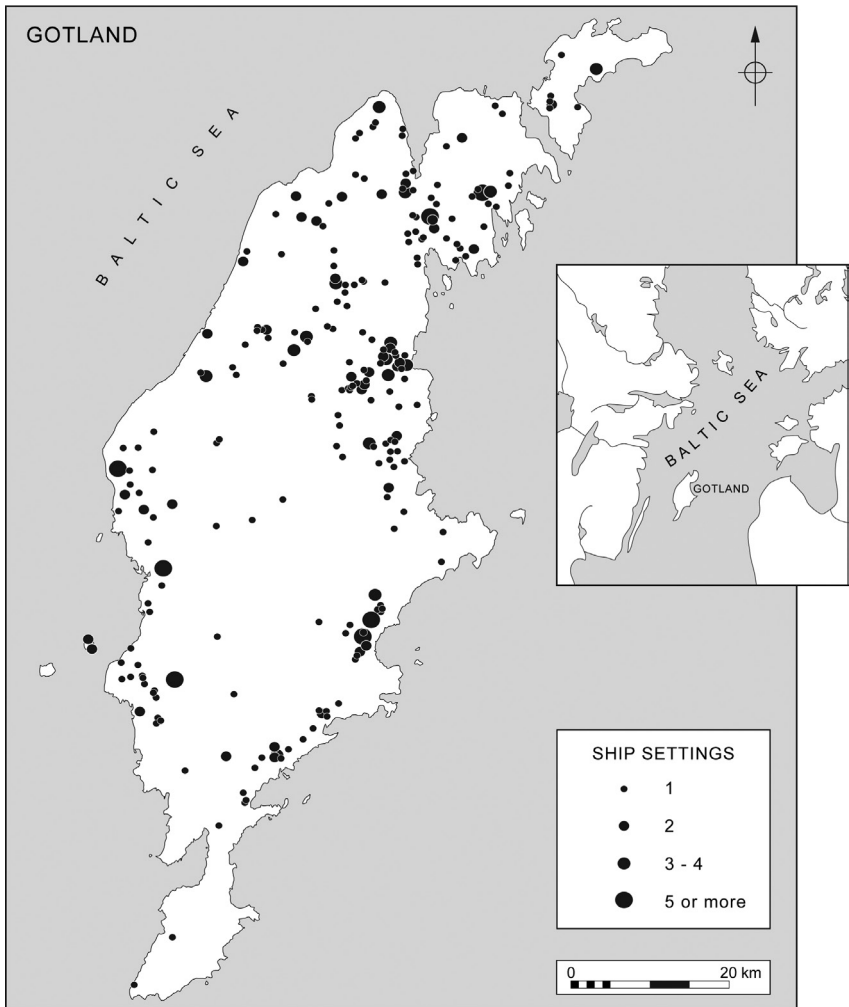 GOTLAND
BALTIC SEA
BALTIC SEA
GOTLAND
SHIP SETTINGS
1
2
3 - 4
5 or more
0 20 km